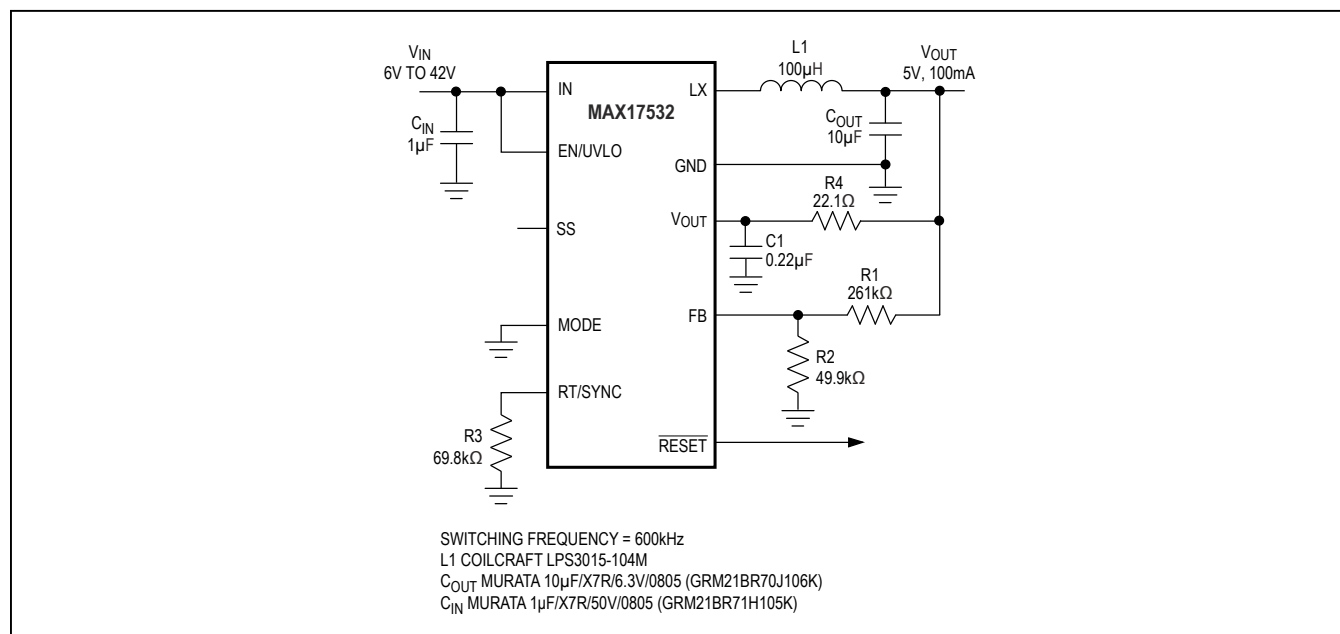 VIN
6V TO 42V
CIN
1µF
IN
EN/UVLO
SS
MODE
RT/SYNC
R3
69.8kΩ
MAX17532
LX
GND
VOUT
FB
RESET
L1
100µH
VOUT
5V, 100mA
COUT
10µF
R4
22.1Ω
C1
0.22µF
R1
261kΩ
R2
49.9kΩ
SWITCHING FREQUENCY = 600kHz
L1 COILCRAFT LPS3015-104M
COUT MURATA 10µF/X7R/6.3V/0805 (GRM21BR70J106K)
CIN MURATA 1µF/X7R/50V/0805 (GRM21BR71H105K)